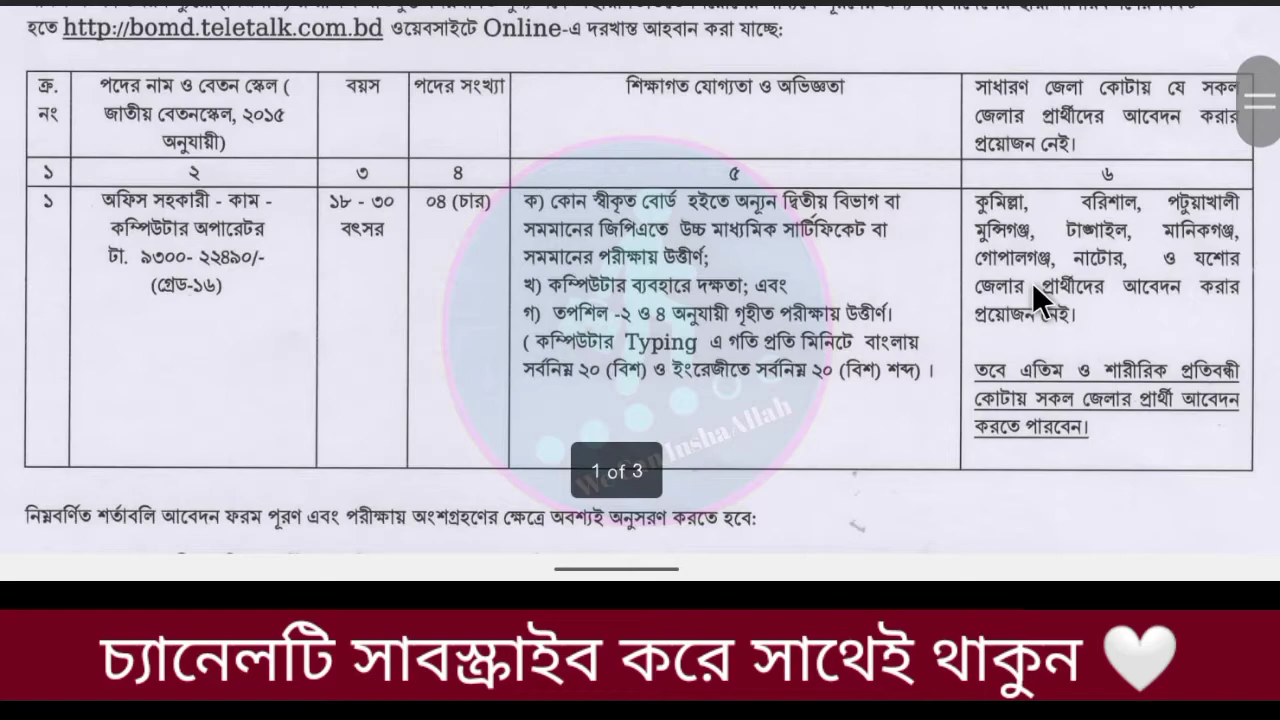 হতে http://bomd.teletalk.com.bd ওয়েবসাইটে Online-এ দরখাস্ত আহবান করা যাচ্ছে:
ক্র. নং
পদের নাম ও বেতন স্কেল (
জাতীয় বেতনস্কেল, ২০১৫
অনুযায়ী)
বয়স
পদের সংখ্যা
শিক্ষাগত যোগ্যতা ও অভিজ্ঞতা
সাধারণ জেলা কোটায় যে সকল
জেলার প্রার্থীদের আবেদন করার
প্রয়োজন নেই।
১ ২ ৩ ৪ ৫ ৬
১
অফিস সহকারী - কাম -
কম্পিউটার অপারেটর
টা. ৯৩০০- ২২৪৯০/-
(গ্রেড-১৬)
১৮ - ৩০
বৎসর
০৪ (চার)
ক) কোন স্বীকৃত বোর্ড হইতে অন্যূন দ্বিতীয় বিভাগ বা
সমমানের জিপিএতে উচ্চ মাধ্যমিক সার্টিফিকেট বা
সমমানের পরীক্ষায় উত্তীর্ণ;
খ) কম্পিউটার ব্যবহারে দক্ষতা; এবং
গ) তপশিল -২ ও ৪ অনুযায়ী গৃহীত পরীক্ষায় উত্তীর্ণ।
( কম্পিউটার Typing এ গতি প্রতি মিনিটে বাংলায়
সর্বনিম্ন ২০ (বিশ) ও ইংরেজীতে সর্বনিম্ন ২০ (বিশ) শব্দ) ।
কুমিল্লা, বরিশাল, পটুয়াখালী
মুন্সিগঞ্জ, টাঙ্গাইল, মানিকগঞ্জ,
গোপালগঞ্জ, নাটোর, ও যশোর
জেলার প্রার্থীদের আবেদন করার
প্রয়োজন নেই।
তবে এতিম ও শারীরিক প্রতিবন্ধী
কোটায় সকল জেলার প্রার্থী আবেদন
করতে পারবেন।
We Can InshaAllah
1 of 3
নিম্নবর্ণিত শর্তাবলি আবেদন ফরম পূরণ এবং পরীক্ষায় অংশগ্রহণের ক্ষেত্রে অবশ্যই অনুসরণ করতে হবে:
চ্যানেলটি সাবস্ক্রাইব করে সাথেই থাকুন